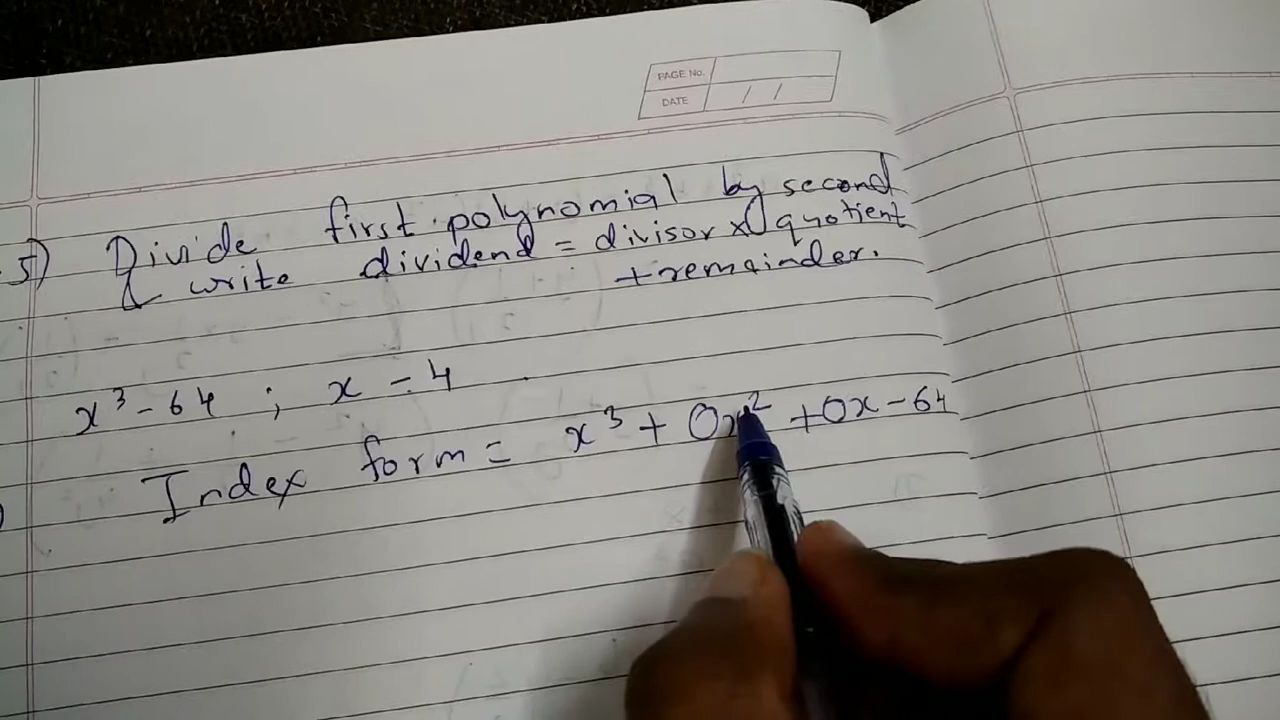 PAGE No.
DATE / /
5) Divide first polynomial by second
& write dividend = divisor x quotient
+ remainder.
x³ - 64 ; x - 4
Index form = x³ + 0x² + 0x - 64